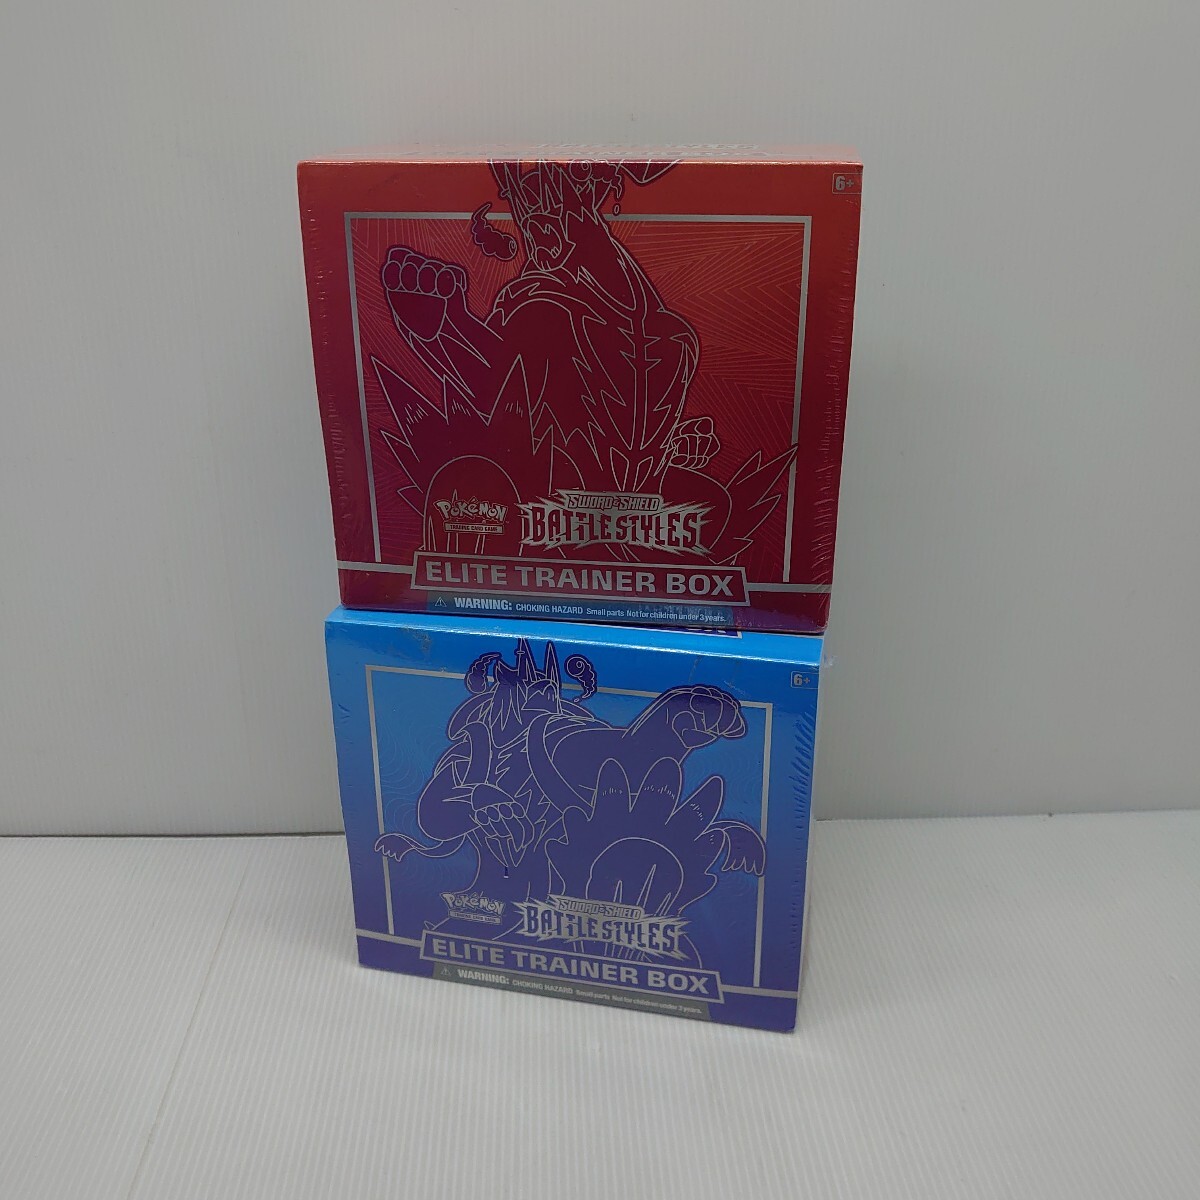 6+
Pokémon
TRADING CARD GAME
SWORD & SHIELD
BATTLE STYLES
ELITE TRAINER BOX
WARNING: CHOKING HAZARD Small parts Not for children under 3 years.
6+
Pokémon
TRADING CARD GAME
SWORD & SHIELD
BATTLE STYLES
ELITE TRAINER BOX
WARNING: CHOKING HAZARD Small parts Not for children under 3 years.